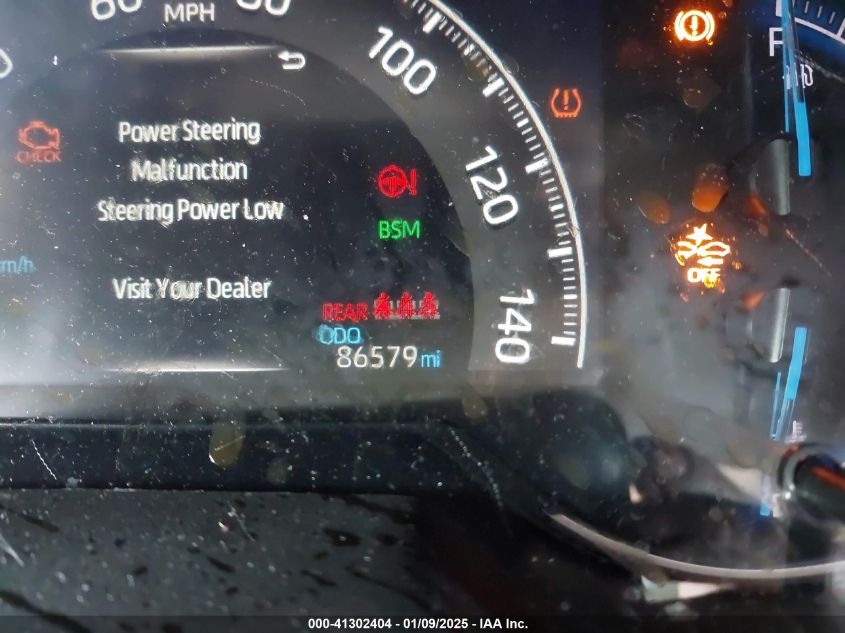 MPH
100
120
140
CHECK
Power Steering
Malfunction
Steering Power Low
Visit Your Dealer
BSM
REAR
ODO
86579 mi
OFF
000-41302404 - 01/09/2025 - IAA Inc.